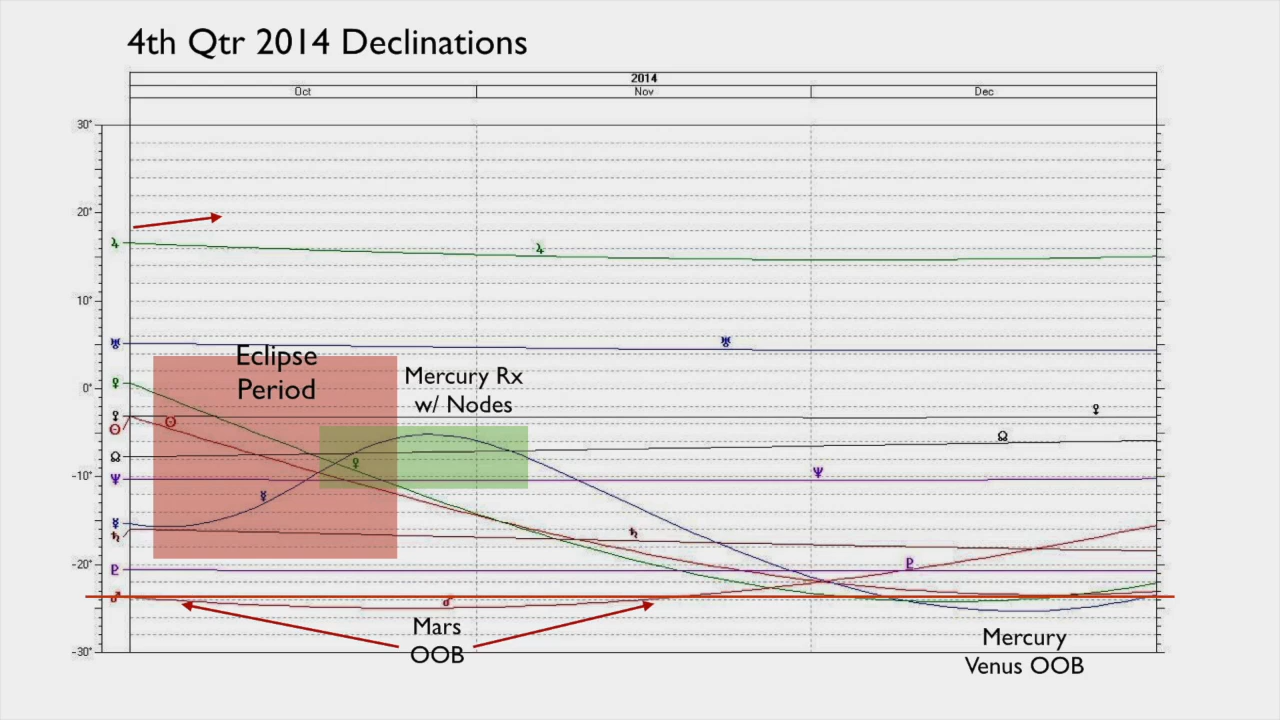 4th Qtr 2014 Declinations
2014
Oct
Nov
Dec
30°
20°
10°
0°
-10°
-20°
-30°
Eclipse
Period
Mercury Rx
w/ Nodes
Mars
OOB
Mercury
Venus OOB
♃
♃
♅
♅
♀
⚷
⚷
☉
☉
☊
☊
♀
♆
♆
☿
☿
♄
♄
♇
♇
♂
♂